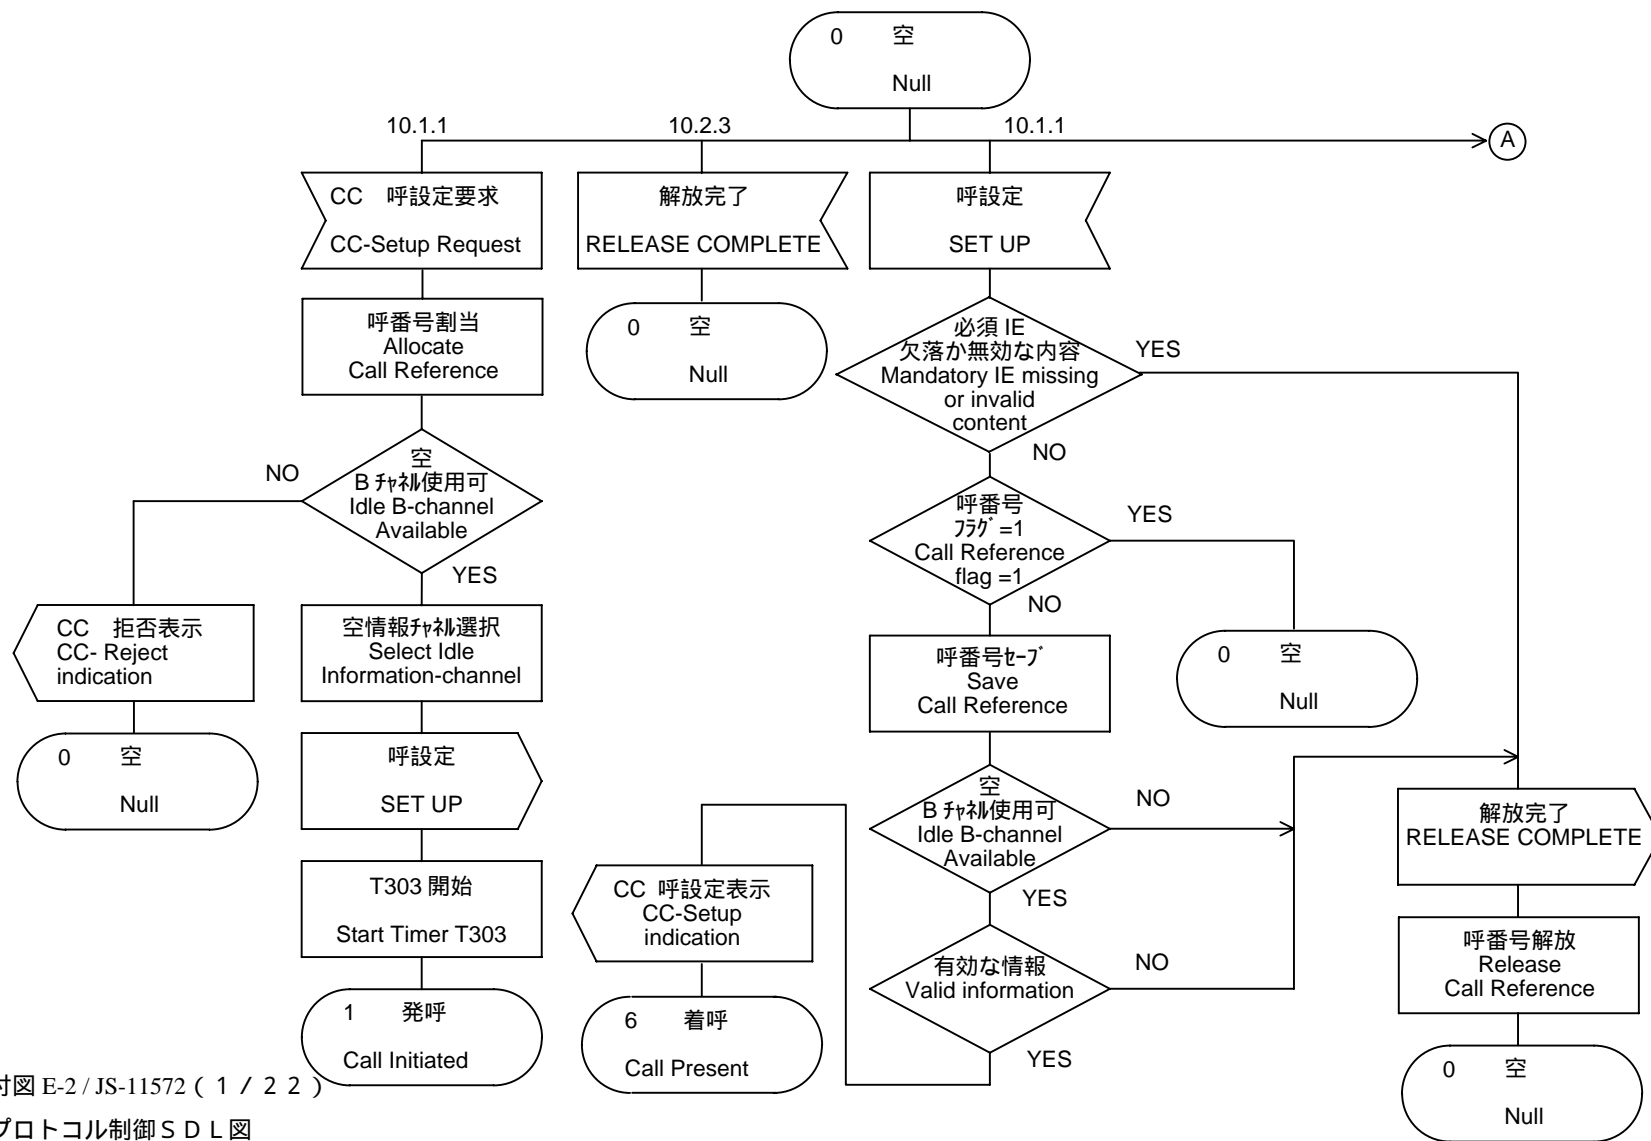 0 空
Null
10.1.1
10.2.3
10.1.1
A
CC 呼設定要求
CC-Setup Request
解放完了
RELEASE COMPLETE
呼設定
SET UP
呼番号割当
Allocate
Call Reference
0 空
Null
必須 IE
欠落か無効な内容
Mandatory IE missing
or invalid
content
YES
NO
空
B ﾁｬﾈﾙ使用可
Idle B-channel
Available
NO
YES
呼番号
ﾌﾗｸﾞ =1
Call Reference
flag =1
YES
NO
CC 拒否表示
CC- Reject
indication
空情報ﾁｬﾈﾙ選択
Select Idle
Information-channel
呼番号ｾｰﾌﾞ
Save
Call Reference
0 空
Null
0 空
Null
呼設定
SET UP
空
B ﾁｬﾈﾙ使用可
Idle B-channel
Available
NO
YES
解放完了
RELEASE COMPLETE
T303 開始
Start Timer T303
CC 呼設定表示
CC-Setup
indication
有効な情報
Valid information
NO
YES
呼番号解放
Release
Call Reference
1 発呼
Call Initiated
6 着呼
Call Present
0 空
Null
付図 E-2 / JS-11572 ( １ / ２２ )
プロトコル制御ＳＤＬ図